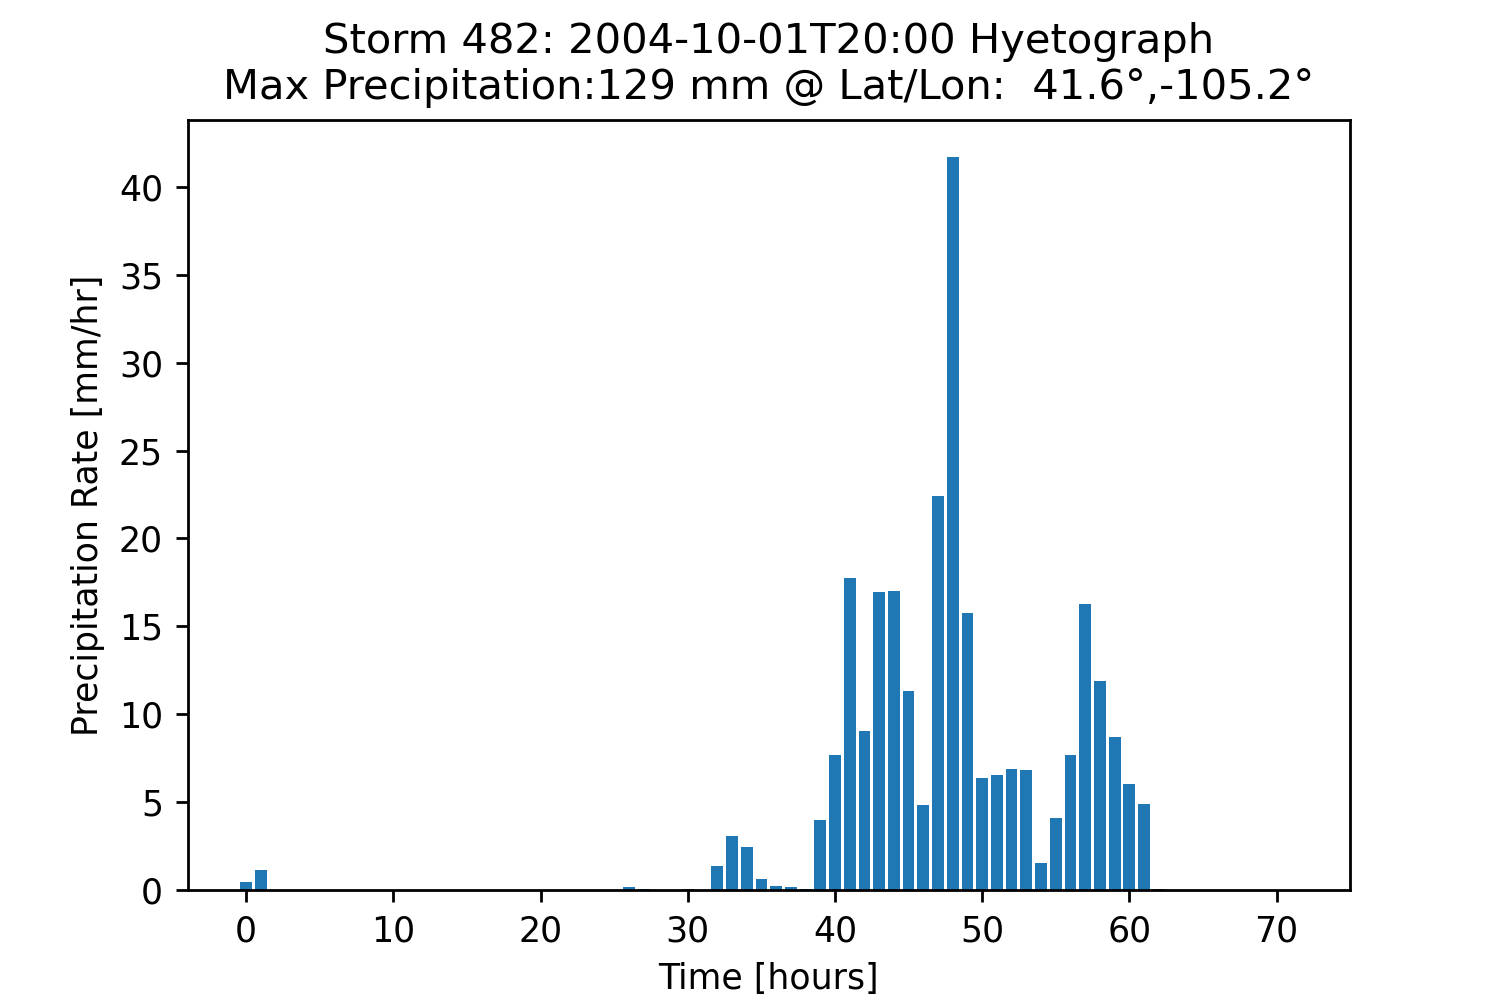 Storm 482: 2004-10-01T20:00 Hyetograph
Max Precipitation:129 mm @ Lat/Lon:  41.6°,-105.2°
Precipitation Rate [mm/hr]
40
35
30
25
20
15
10
5
0
0 10 20 30 40 50 60 70
Time [hours]